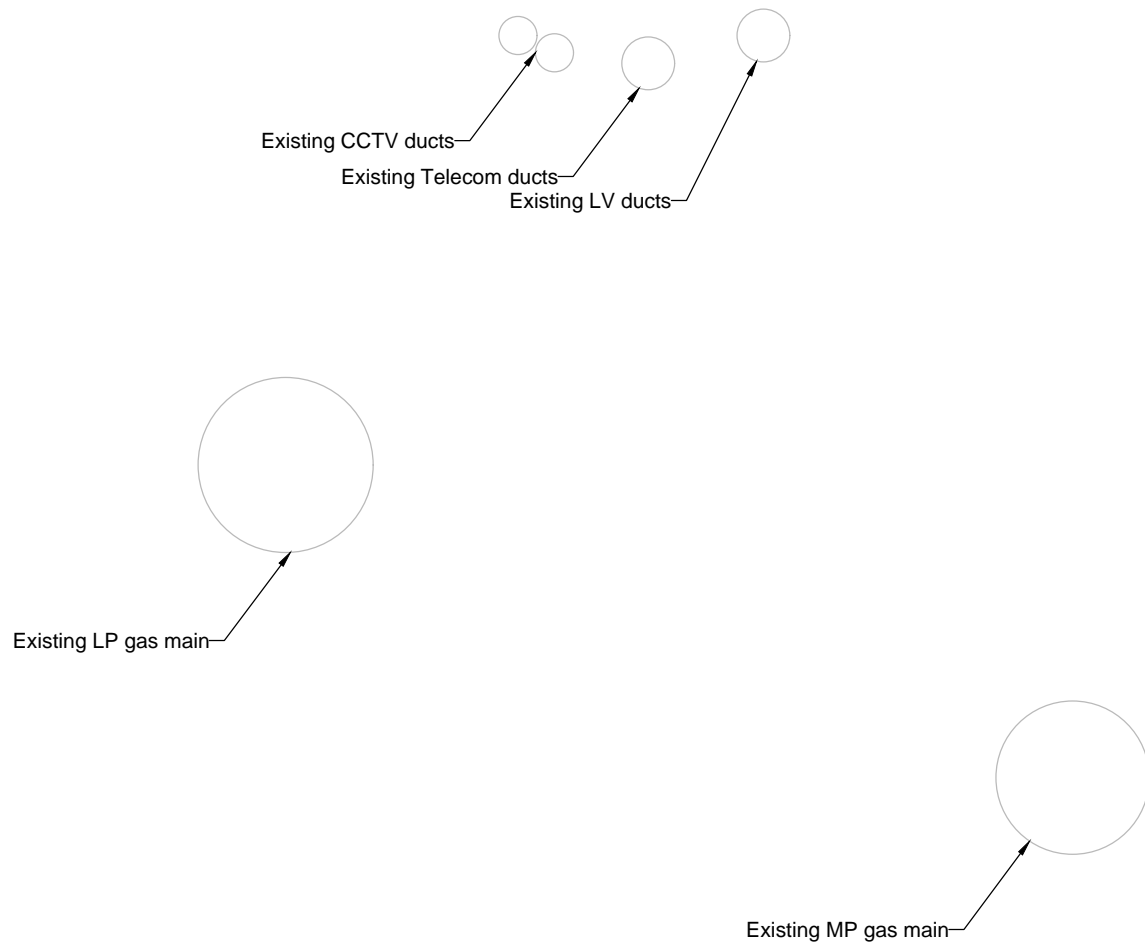 Existing CCTV ducts
Existing Telecom ducts
Existing LV ducts
Existing LP gas main
Existing MP gas main